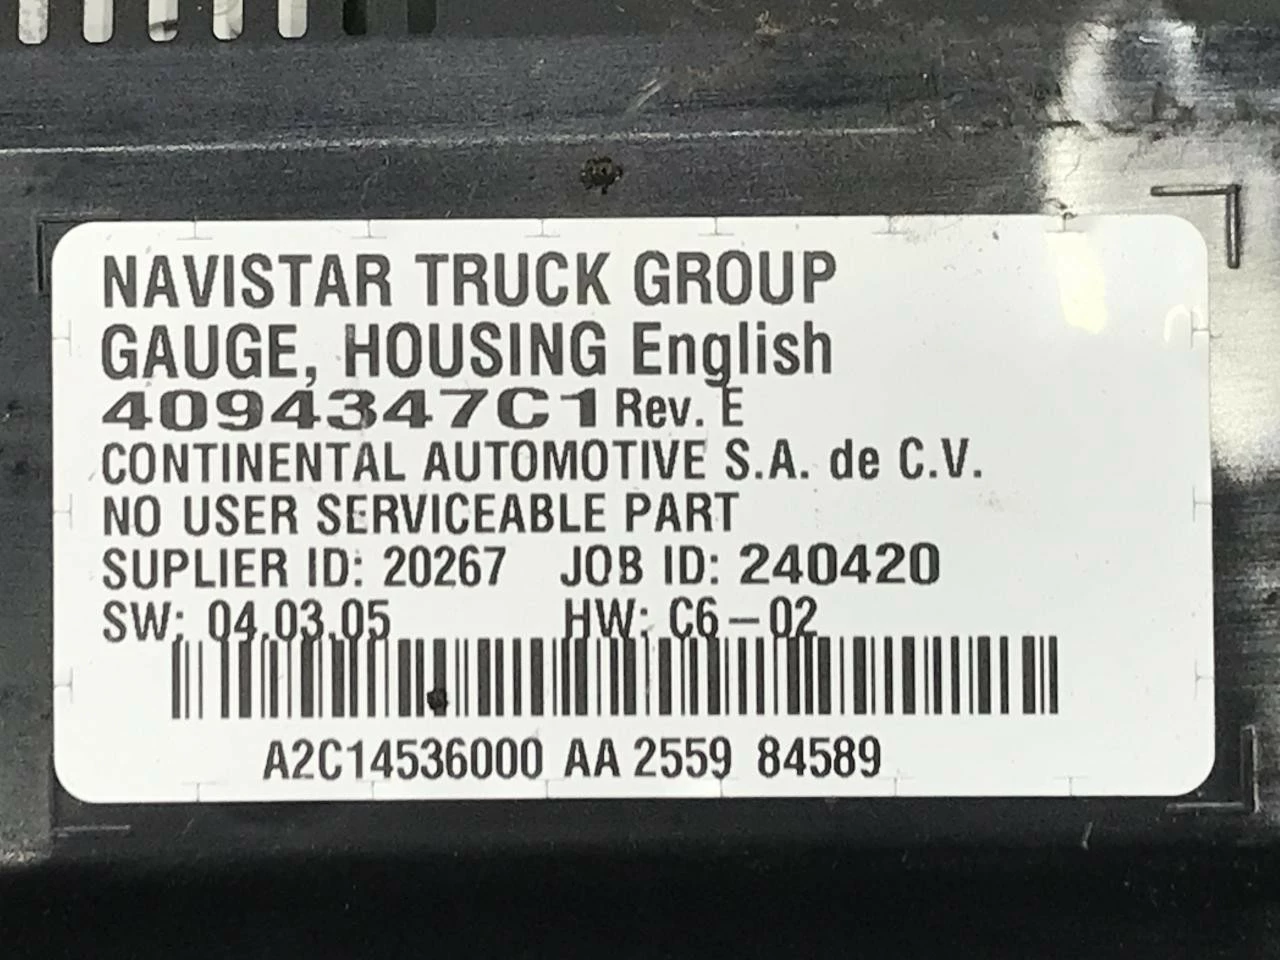 NAVISTAR TRUCK GROUP
GAUGE, HOUSING English
4094347C1 Rev. E
CONTINENTAL AUTOMOTIVE S.A. de C.V.
NO USER SERVICEABLE PART
SUPLIER ID: 20267 JOB ID: 240420
SW: 04.03.05 HW: C6-02
A2C14536000 AA 2559 84589